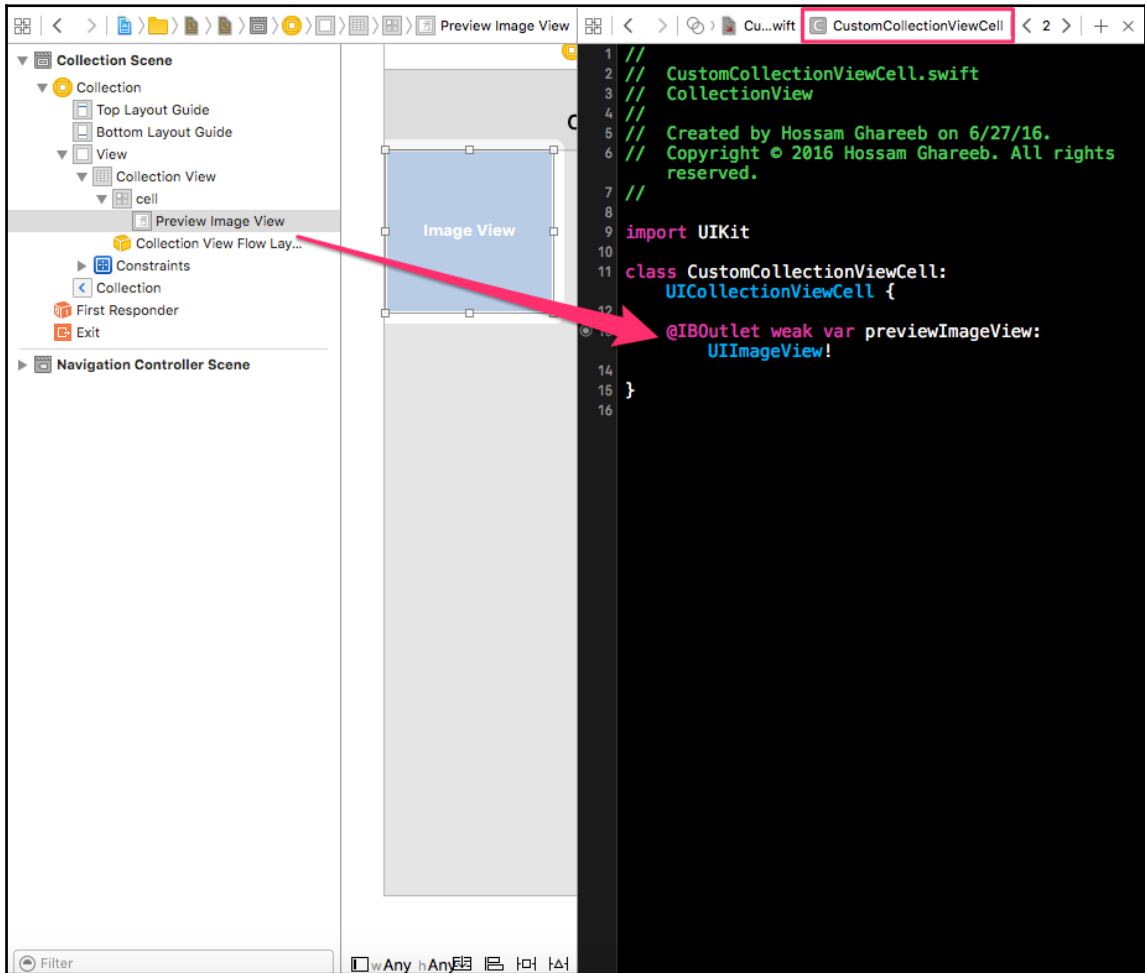 Preview Image View
Cu...wift
CustomCollectionViewCell
2
Collection Scene
Collection
Top Layout Guide
Bottom Layout Guide
View
Collection View
cell
Preview Image View
Collection View Flow Lay...
Constraints
Collection
First Responder
Exit
Navigation Controller Scene
Filter
C
Image View
wAny hAny
1 //
2 // CustomCollectionViewCell.swift
3 // CollectionView
4 //
5 // Created by Hossam Ghareeb on 6/27/16.
6 // Copyright © 2016 Hossam Ghareeb. All rights
reserved.
7 //
8
9 import UIKit
10
11 class CustomCollectionViewCell:
UICollectionViewCell {
12
@IBOutlet weak var previewImageView:
UIImageView!
14
15 }
16